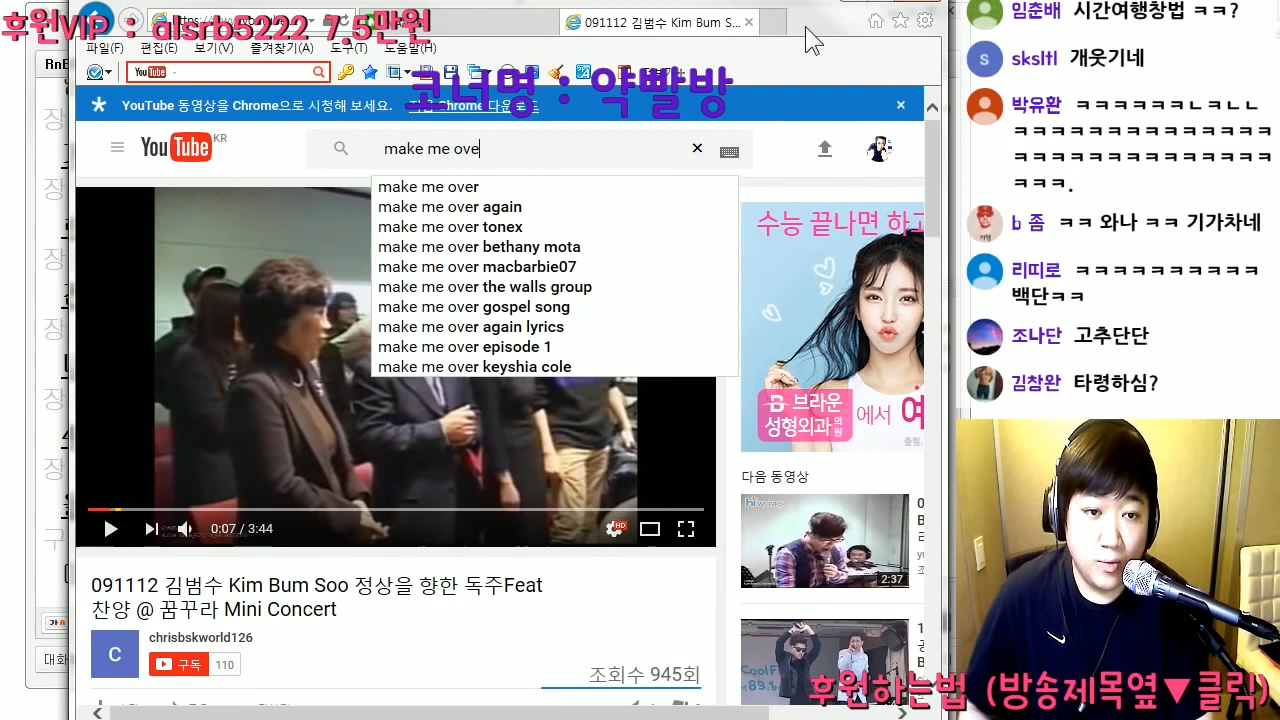 후원VIP : alsrb5222 7.5만원
091112 김범수 Kim Bum S...
파일(F) 편집(E) 보기(V) 즐겨찾기(A) 도구(T) 도움말(H)
YouTube
코너명 : 약빨방
YouTube 동영상을 Chrome으로 시청해 보세요.
YouTube KR
make me ove
make me over
make me over again
make me over tonex
make me over bethany mota
make me over macbarbie07
make me over the walls group
make me over gospel song
make me over again lyrics
make me over episode 1
make me over keyshia cole
수능 끝나면 하고
B 브라운
성형외과의원
에서 예
다음 동영상
2:37
0:07 / 3:44
HD
091112 김범수 Kim Bum Soo 정상을 향한 독주Feat
찬양 @ 꿈꾸라 Mini Concert
C
chrisbskworld126
구독 110
조회수 945회
임춘배 시간여행창법 ㅋㅋ?
s
sksltl 개웃기네
박유환 ㅋㅋㅋㅋㅋㅋㄴㅋㄴㄴ
ㅋㅋㅋㅋㅋㅋㅋㅋㅋㅋㅋㅋㅋㅋ
ㅋㅋㅋㅋㅋㅋㅋㅋㅋㅋㅋㅋㅋㅋ
ㅋㅋㅋ.
b 좀 ㅋㅋ 와나 ㅋㅋ 기가차네
리띠로 ㅋㅋㅋㅋㅋㅋㅋㅋㅋㅋ
백단ㅋㅋ
조나단 고추단단
김창완 타령하심?
후원하는법 (방송제목옆▼클릭)